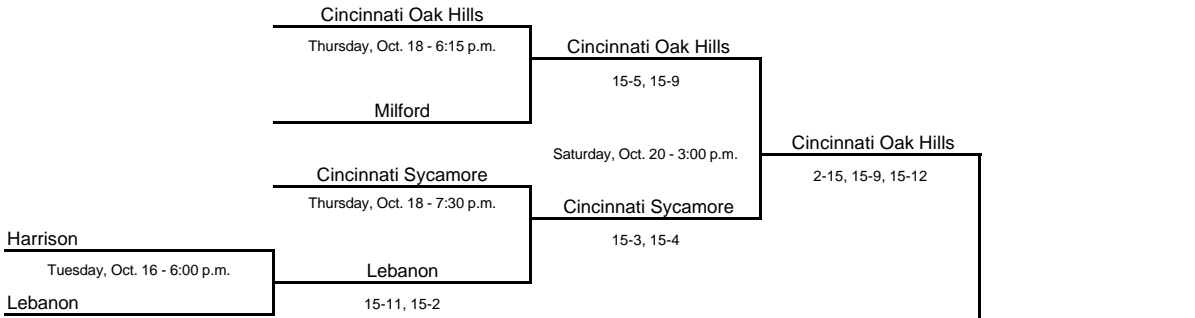 Cincinnati Oak Hills
Thursday, Oct. 18 - 6:15 p.m.
Cincinnati Oak Hills
15-5, 15-9
Milford
Saturday, Oct. 20 - 3:00 p.m.
Cincinnati Oak Hills
2-15, 15-9, 15-12
Cincinnati Sycamore
Thursday, Oct. 18 - 7:30 p.m.
Cincinnati Sycamore
15-3, 15-4
Harrison
Tuesday, Oct. 16 - 6:00 p.m.
Lebanon
Lebanon
15-11, 15-2